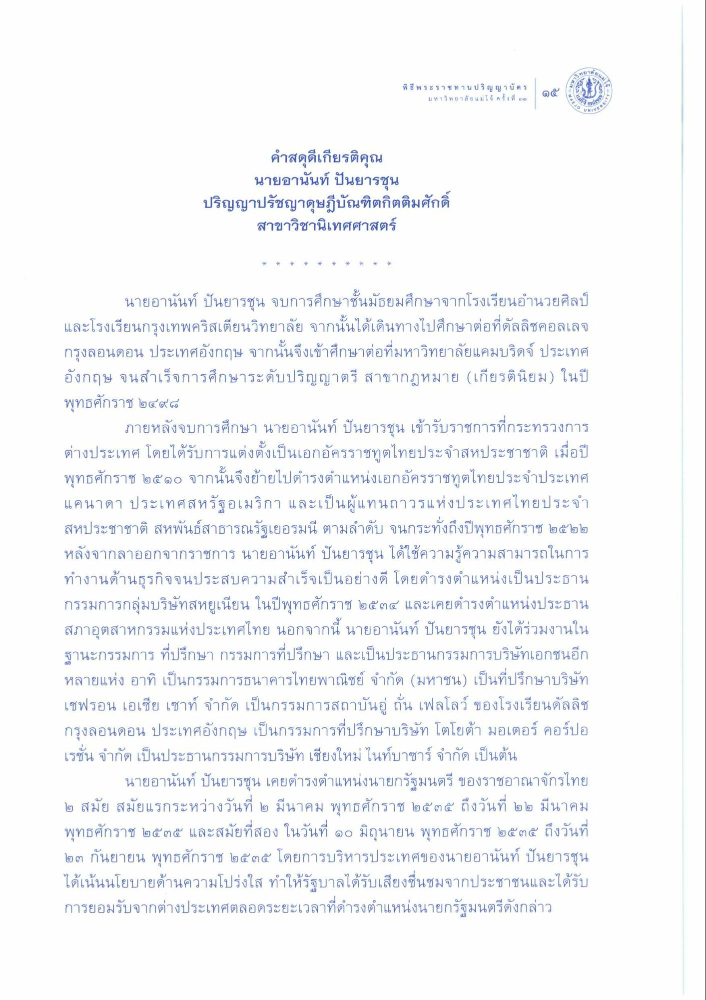 พิธีพระราชทานปริญญาบัตร
มหาวิทยาลัยแม่โจ้ ครั้งที่ ๓๑
๑๕
มหาวิทยาลัยแม่โจ้
แม่โจ้ ๒๔๗๗
MAEJO UNIVERSITY
คำสดุดีเกียรติคุณ
นายอานันท์ ปันยารชุน
ปริญญาปรัชญาดุษฎีบัณฑิตกิตติมศักดิ์
สาขาวิชานิเทศศาสตร์
* * * * * * * * * *
นายอานันท์ ปันยารชุน จบการศึกษาชั้นมัธยมศึกษาจากโรงเรียนอำนวยศิลป์
และโรงเรียนกรุงเทพคริสเตียนวิทยาลัย จากนั้นได้เดินทางไปศึกษาต่อที่ดัลลิชคอลเลจ
กรุงลอนดอน ประเทศอังกฤษ จากนั้นจึงเข้าศึกษาต่อที่มหาวิทยาลัยแคมบริดจ์ ประเทศ
อังกฤษ จนสำเร็จการศึกษาระดับปริญญาตรี สาขากฎหมาย (เกียรตินิยม) ในปี
พุทธศักราช ๒๔๙๘
ภายหลังจบการศึกษา นายอานันท์ ปันยารชุน เข้ารับราชการที่กระทรวงการ
ต่างประเทศ โดยได้รับการแต่งตั้งเป็นเอกอัครราชทูตไทยประจำสหประชาชาติ เมื่อปี
พุทธศักราช ๒๕๑๐ จากนั้นจึงย้ายไปดำรงตำแหน่งเอกอัครราชทูตไทยประจำประเทศ
แคนาดา ประเทศสหรัฐอเมริกา และเป็นผู้แทนถาวรแห่งประเทศไทยประจำ
สหประชาชาติ สหพันธ์สาธารณรัฐเยอรมนี ตามลำดับ จนกระทั่งถึงปีพุทธศักราช ๒๕๒๒
หลังจากลาออกจากราชการ นายอานันท์ ปันยารชุน ได้ใช้ความรู้ความสามารถในการ
ทำงานด้านธุรกิจจนประสบความสำเร็จเป็นอย่างดี โดยดำรงตำแหน่งเป็นประธาน
กรรมการกลุ่มบริษัทสหยูเนียน ในปีพุทธศักราช ๒๕๓๔ และเคยดำรงตำแหน่งประธาน
สภาอุตสาหกรรมแห่งประเทศไทย นอกจากนี้ นายอานันท์ ปันยารชุน ยังได้ร่วมงานใน
ฐานะกรรมการ ที่ปรึกษา กรรมการที่ปรึกษา และเป็นประธานกรรมการบริษัทเอกชนอีก
หลายแห่ง อาทิ เป็นกรรมการธนาคารไทยพาณิชย์ จำกัด (มหาชน) เป็นที่ปรึกษาบริษัท
เชฟรอน เอเซีย เซาท์ จำกัด เป็นกรรมการสถาบันอู่ ถั่น เฟลโลว์ ของโรงเรียนดัลลิช
กรุงลอนดอน ประเทศอังกฤษ เป็นกรรมการที่ปรึกษาบริษัท โตโยต้า มอเตอร์ คอร์ปอ
เรชั่น จำกัด เป็นประธานกรรมการบริษัท เชียงใหม่ ไนท์บาซาร์ จำกัด เป็นต้น
นายอานันท์ ปันยารชุน เคยดำรงตำแหน่งนายกรัฐมนตรี ของราชอาณาจักรไทย
๒ สมัย สมัยแรกระหว่างวันที่ ๒ มีนาคม พุทธศักราช ๒๕๓๕ ถึงวันที่ ๒๒ มีนาคม
พุทธศักราช ๒๕๓๕ และสมัยที่สอง ในวันที่ ๑๐ มิถุนายน พุทธศักราช ๒๕๓๕ ถึงวันที่
๒๓ กันยายน พุทธศักราช ๒๕๓๕ โดยการบริหารประเทศของนายอานันท์ ปันยารชุน
ได้เน้นนโยบายด้านความโปร่งใส ทำให้รัฐบาลได้รับเสียงชื่นชมจากประชาชนและได้รับ
การยอมรับจากต่างประเทศตลอดระยะเวลาที่ดำรงตำแหน่งนายกรัฐมนตรีดังกล่าว